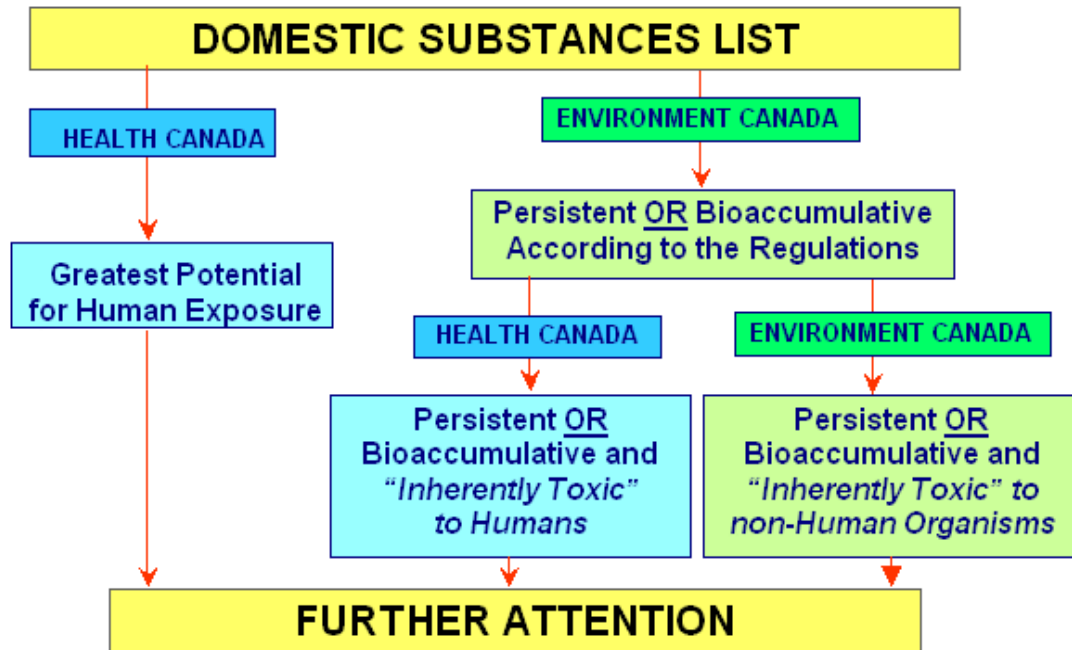 DOMESTIC SUBSTANCES LIST
HEALTH CANADA
ENVIRONMENT CANADA
Persistent OR Bioaccumulative
According to the Regulations
Greatest Potential
for Human Exposure
HEALTH CANADA
ENVIRONMENT CANADA
Persistent OR
Bioaccumulative and
“Inherently Toxic”
to Humans
Persistent OR
Bioaccumulative and
“Inherently Toxic” to
non-Human Organisms
FURTHER ATTENTION